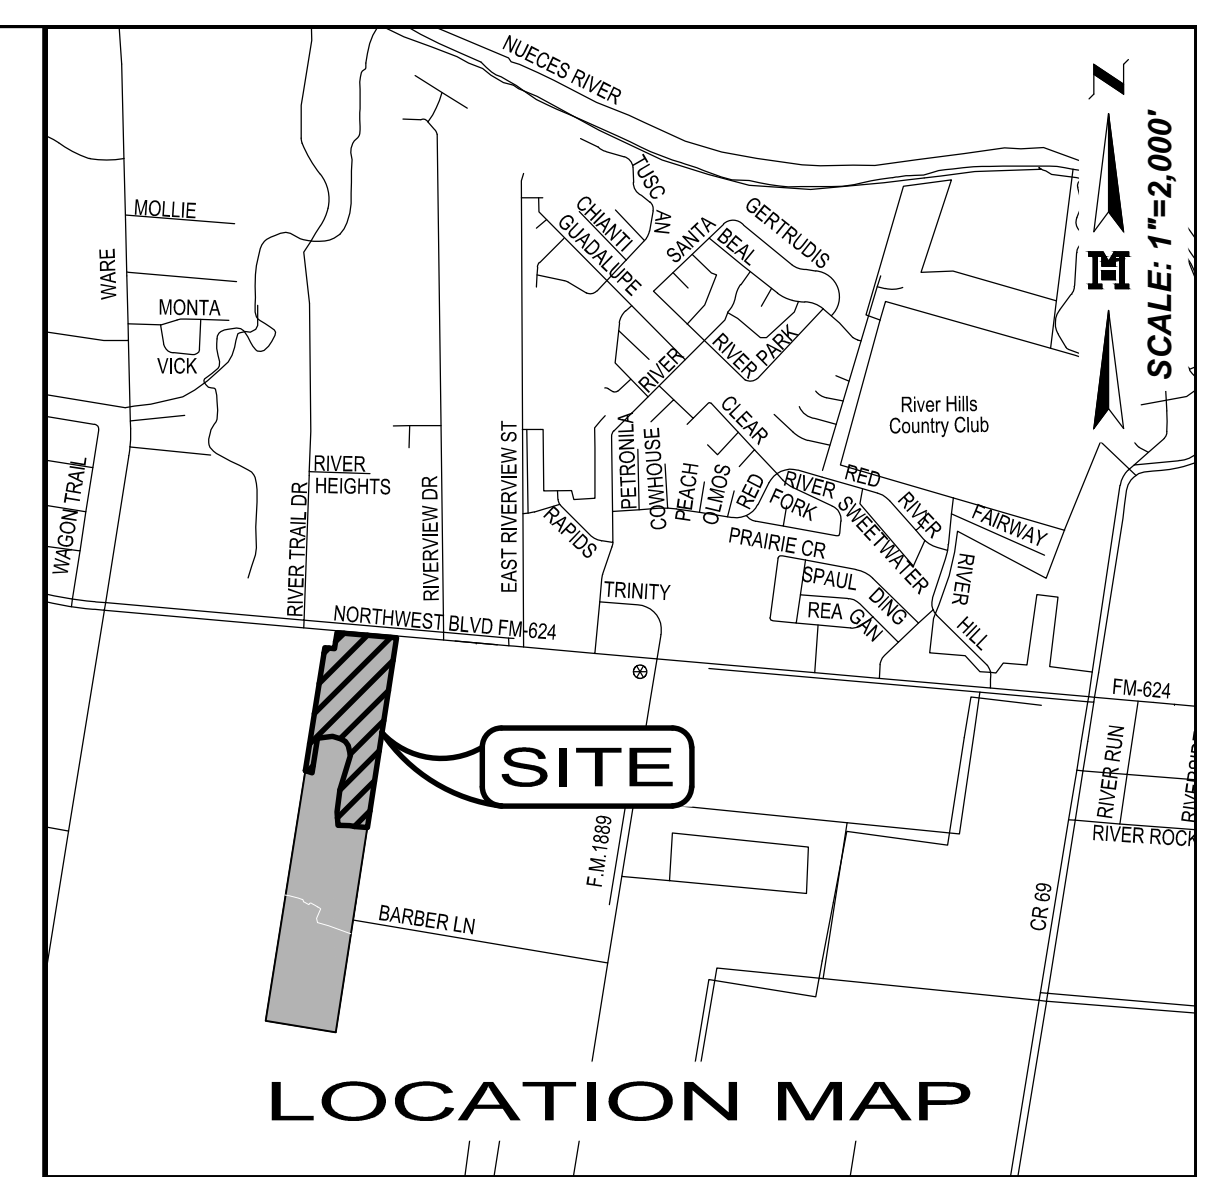 NUECES RIVER
SCALE: 1"=2,000'
TUSC
AN
MOLLIE
CHIANTI
GUADALUPE
SANTA
GERTRUDIS
BEAL
WARE
MONTA
VICK
RIVER
PARK
RIVER
CLEAR
River Hills
Country Club
WAGON TRAIL
RIVER
HEIGHTS
RIVER TRAIL DR
RIVERVIEW DR
EAST RIVERVIEW ST
RAPIDS
PETRONILA
COWHOUSE
PEACH
OLMOS
RED
RIVER
FORK
RED
RIVER
SWEETWATER
FAIRWAY
PRAIRIE CR
RIVER
HILL
SPAUL
DING
REA
GAN
TRINITY
NORTHWEST BLVD FM-624
FM-624
SITE
RIVER RUN
RIVER ROCK
F.M.1889
CR 69
BARBER LN
LOCATION MAP